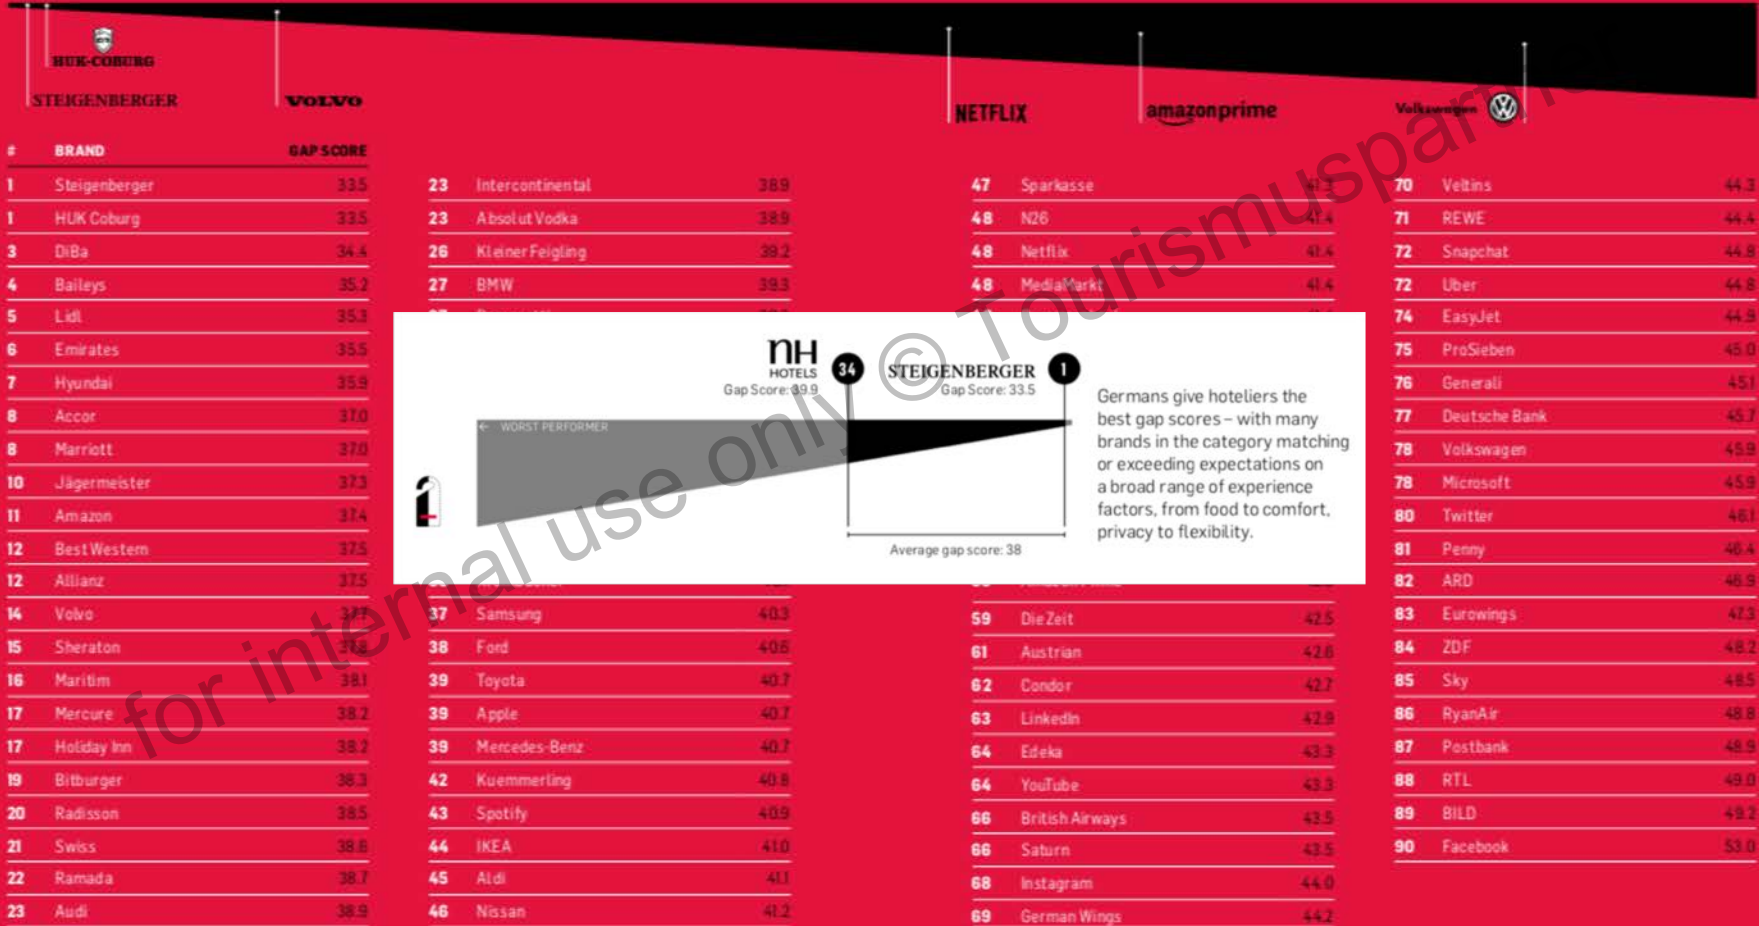 HUK-COBURG
STEIGENBERGER
VOLVO
NETFLIX
amazonprime
Volkswagen
# BRAND GAP SCORE
1 Steigenberger 33.5
1 HUK Coburg 33.5
3 DiBa 34.4
4 Baileys 35.2
5 Lidl 35.3
6 Emirates 35.5
7 Hyundai 35.9
8 Accor 37.0
8 Marriott 37.0
10 Jägermeister 37.3
11 Amazon 37.4
12 Best Western 37.5
12 Allianz 37.5
14 Volvo 37.7
15 Sheraton 37.8
16 Maritim 38.1
17 Mercure 38.2
17 Holiday Inn 38.2
19 Bitburger 38.3
20 Radisson 38.5
21 Swiss 38.6
22 Ramada 38.7
23 Audi 38.9
23 Intercontinental 38.9
23 Absolut Vodka 38.9
26 Kleiner Feigling 39.2
27 BMW 39.3
37 Samsung 40.3
38 Ford 40.6
39 Toyota 40.7
39 Apple 40.7
39 Mercedes-Benz 40.7
42 Kuemmerling 40.8
43 Spotify 40.9
44 IKEA 41.0
45 Aldi 41.1
46 Nissan 41.2
47 Sparkasse 41.3
48 N26 41.4
48 Netflix 41.4
48 MediaMarkt 41.4
59 Die Zeit 42.5
61 Austrian 42.6
62 Condor 42.7
63 LinkedIn 42.9
64 Edeka 43.3
64 YouTube 43.3
66 British Airways 43.5
66 Saturn 43.5
68 Instagram 44.0
69 German Wings 44.2
70 Veltins 44.3
71 REWE 44.4
72 Snapchat 44.8
72 Uber 44.8
74 EasyJet 44.9
75 ProSieben 45.0
76 Generali 45.1
77 Deutsche Bank 45.7
78 Volkswagen 45.9
78 Microsoft 45.9
80 Twitter 46.1
81 Penny 46.4
82 ARD 46.9
83 Eurowings 47.3
84 ZDF 48.2
85 Sky 48.5
86 RyanAir 48.8
87 Postbank 48.9
88 RTL 49.0
89 BILD 49.2
90 Facebook 53.0
nH
HOTELS
Gap Score: 39.9
34
STEIGENBERGER
Gap Score: 33.5
1
← WORST PERFORMER
Average gap score: 38
Germans give hoteliers the
best gap scores – with many
brands in the category matching
or exceeding expectations on
a broad range of experience
factors, from food to comfort,
privacy to flexibility.
for internal use only © Tourismuspartner